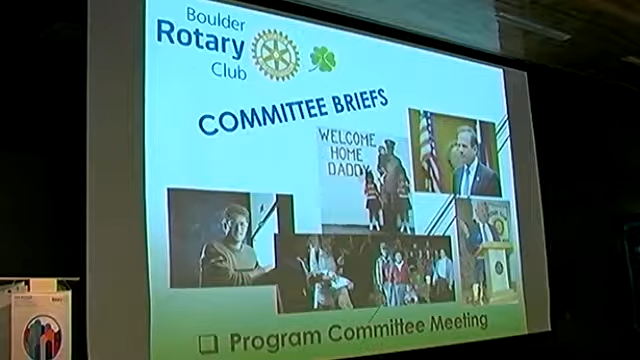 Boulder
Rotary
Club
COMMITTEE BRIEFS
WELCOME
HOME
DADDY
Program Committee Meeting